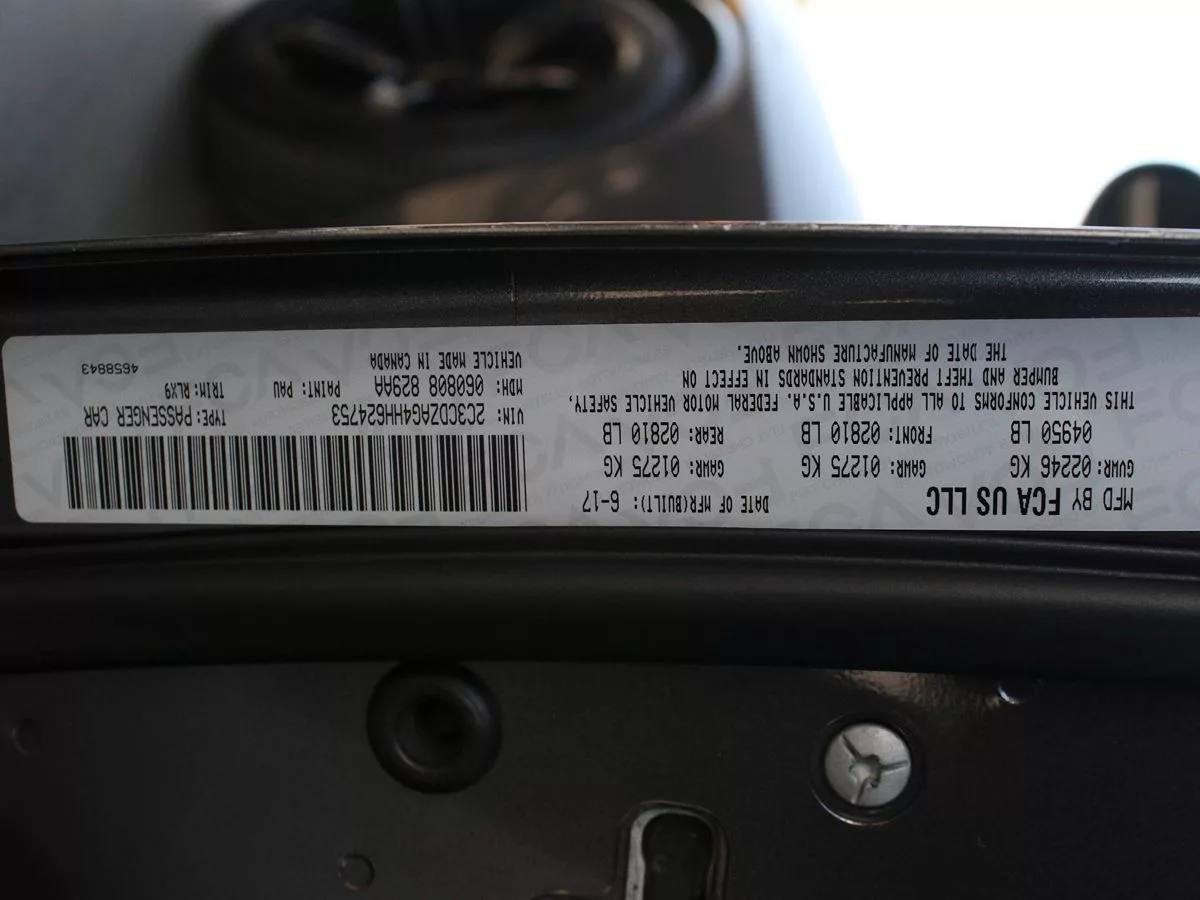 MFD BY FCA US LLC DATE OF MFR(BUILT): 6-17
GVWR: 02246 KG GAWR: 01275 KG GAWR: 01275 KG
04950 LB FRONT: 02810 LB REAR: 02810 LB
THIS VEHICLE CONFORMS TO ALL APPLICABLE U.S.A. FEDERAL MOTOR VEHICLE SAFETY,
BUMPER AND THEFT PREVENTION STANDARDS IN EFFECT ON
THE DATE OF MANUFACTURE SHOWN ABOVE.
VIN: 2C3CDZAG4HH624753 TYPE: PASSENGER CAR
MDH: 060808 829AA PAINT: PAU TRIM: RLX9
VEHICLE MADE IN CANADA 4658843